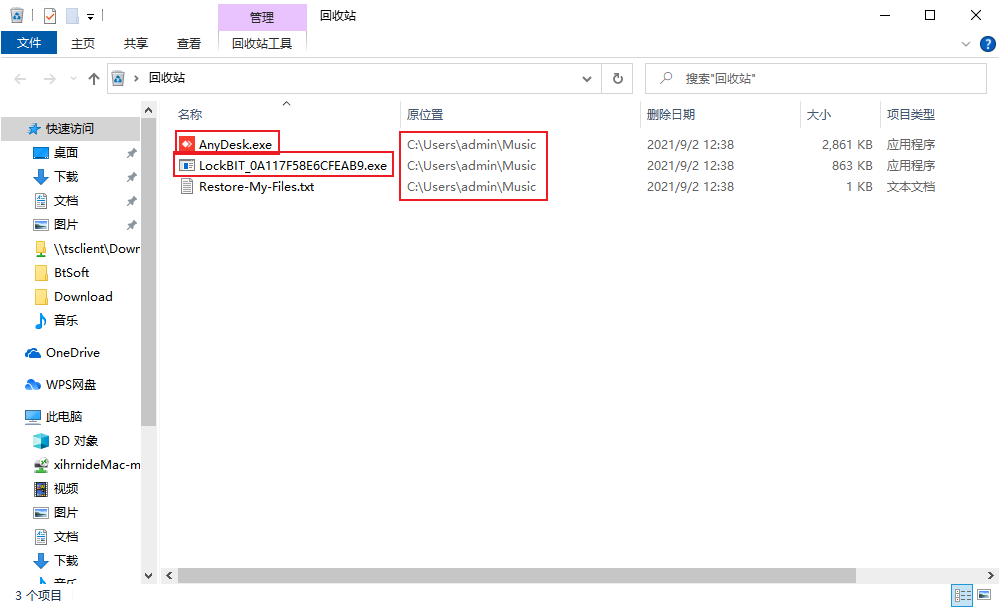 管理 回收站
文件 主页 共享 查看 回收站工具
回收站 搜索"回收站"
名称 原位置 删除日期 大小 项目类型
AnyDesk.exe C:\Users\admin\Music 2021/9/2 12:38 2,861 KB 应用程序
LockBIT_0A117F58E6CFEAB9.exe C:\Users\admin\Music 2021/9/2 12:38 863 KB 应用程序
Restore-My-Files.txt C:\Users\admin\Music 2021/9/2 12:38 1 KB 文本文档
快速访问
桌面
下载
文档
图片
\\tsclient\Down
BtSoft
Download
音乐
OneDrive
WPS网盘
此电脑
3D 对象
xihrnideMac-m
视频
图片
文档
下载
音乐
3 个项目